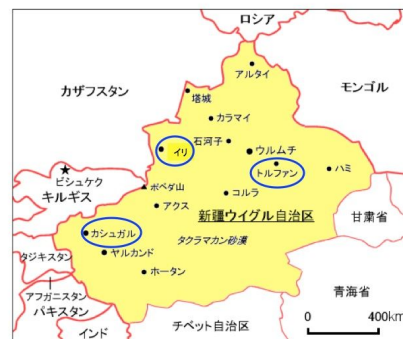 ロシア
アルタイ
カザフスタン
モンゴル
塔城
カラマイ
石河子
イリ
ウルムチ
トルファン
ハミ
ビシュケク
キルギス
ポベダ山
コルラ
アクス
新疆ウイグル自治区
甘粛省
カシュガル
タクラマカン砂漠
タジキスタン
ヤルカンド
ホータン
アフガニスタン
パキスタン
青海省
インド
チベット自治区
0
400km